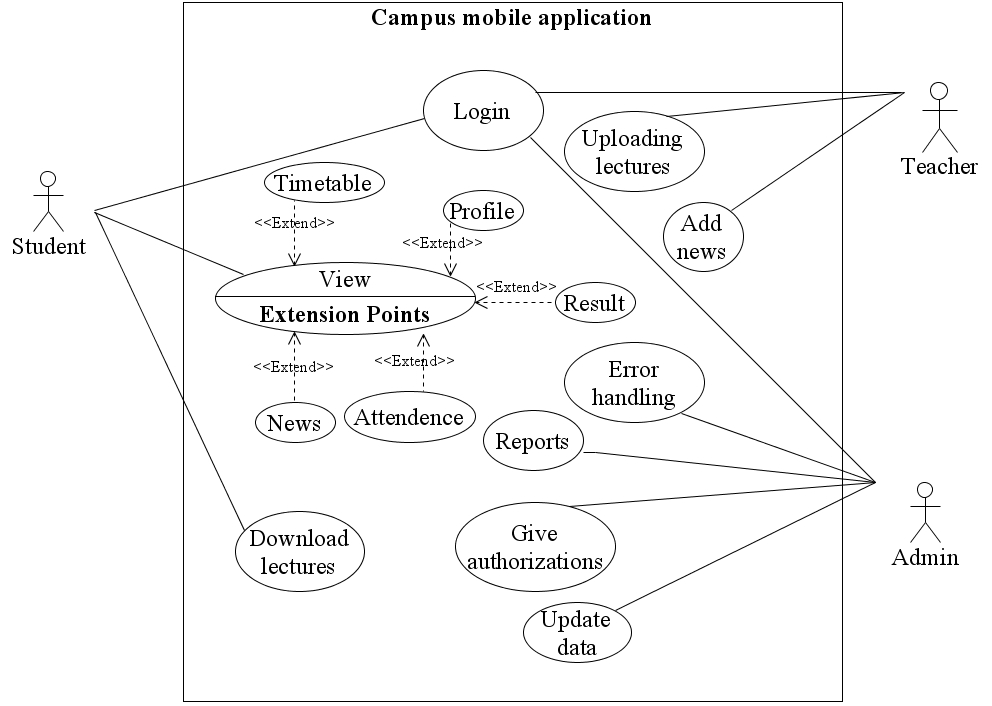 Campus mobile application
Login
Uploading
lectures
Teacher
Timetable
<<Extend>>
Profile
<<Extend>>
Add
news
Student
View
Extension Points
<<Extend>>
Result
<<Extend>>
News
<<Extend>>
Attendence
Error
handling
Reports
Download
lectures
Give
authorizations
Admin
Update
data